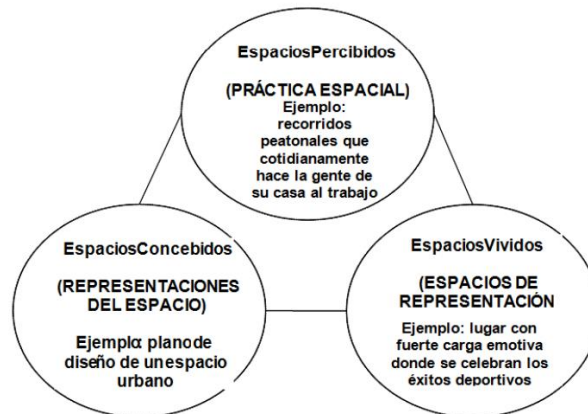 EspaciosPercibidos
(PRÁCTICA ESPACIAL)
Ejemplo:
recorridos
peatonales que
cotidianamente
hace la gente de
su casa al trabajo
EspaciosConcebidos
(REPRESENTACIONES
DEL ESPACIO)
Ejemplα planode
diseño de unespacio
urbano
EspaciosVividos
(ESPACIOS DE
REPRESENTACIÓN
Ejemplo: lugar con
fuerte carga emotiva
donde se celebran los
éxitos deportivos